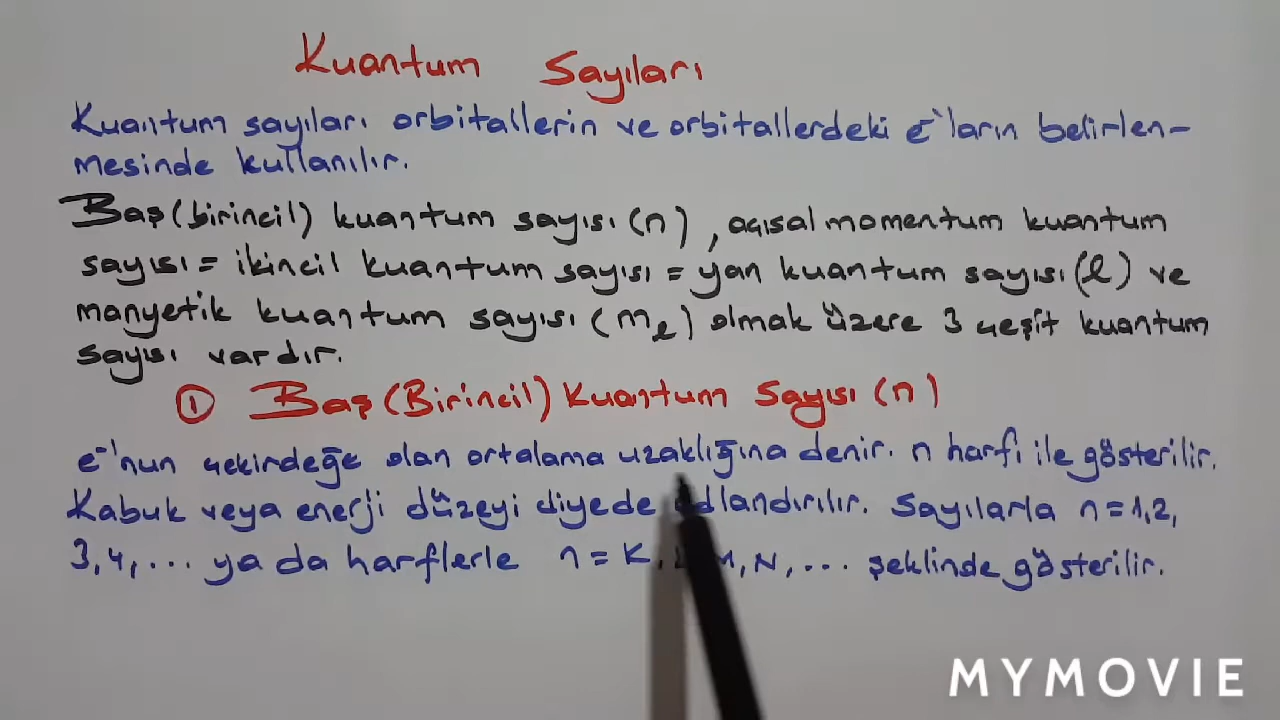 Kuantum Sayıları
Kuantum sayıları orbitallerin ve orbitallerdeki e⁻ların belirlen-
mesinde kullanılır.
Baş(birincil) kuantum sayısı(n), açısal momentum kuantum
sayısı = ikincil kuantum sayısı = yan kuantum sayısı(l) ve
manyetik kuantum sayısı (mₗ) olmak üzere 3 çeşit kuantum
sayısı vardır.
① Baş(Birincil) Kuantum Sayısı (n)
e⁻'nun çekirdeğe olan ortalama uzaklığına denir. n harfi ile gösterilir.
Kabuk veya enerji düzeyi diyede adlandırılır. Sayılarla n=1,2,
3,4,... ya da harflerle n=K, L, M, N, ... şeklinde gösterilir.
MYMOVIE